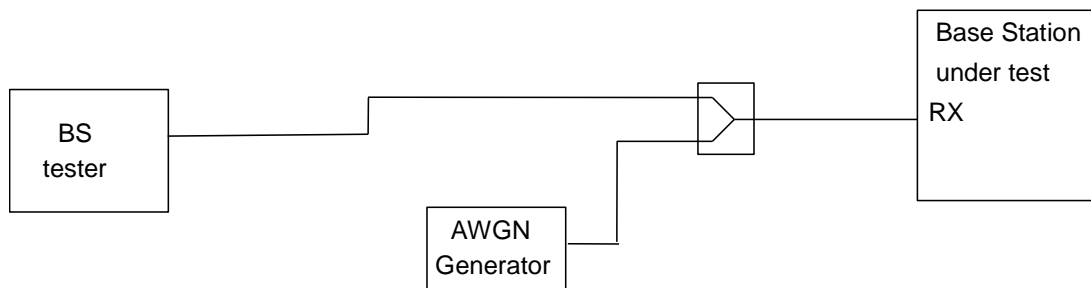 BS
tester
AWGN
Generator
Base Station
under test
RX